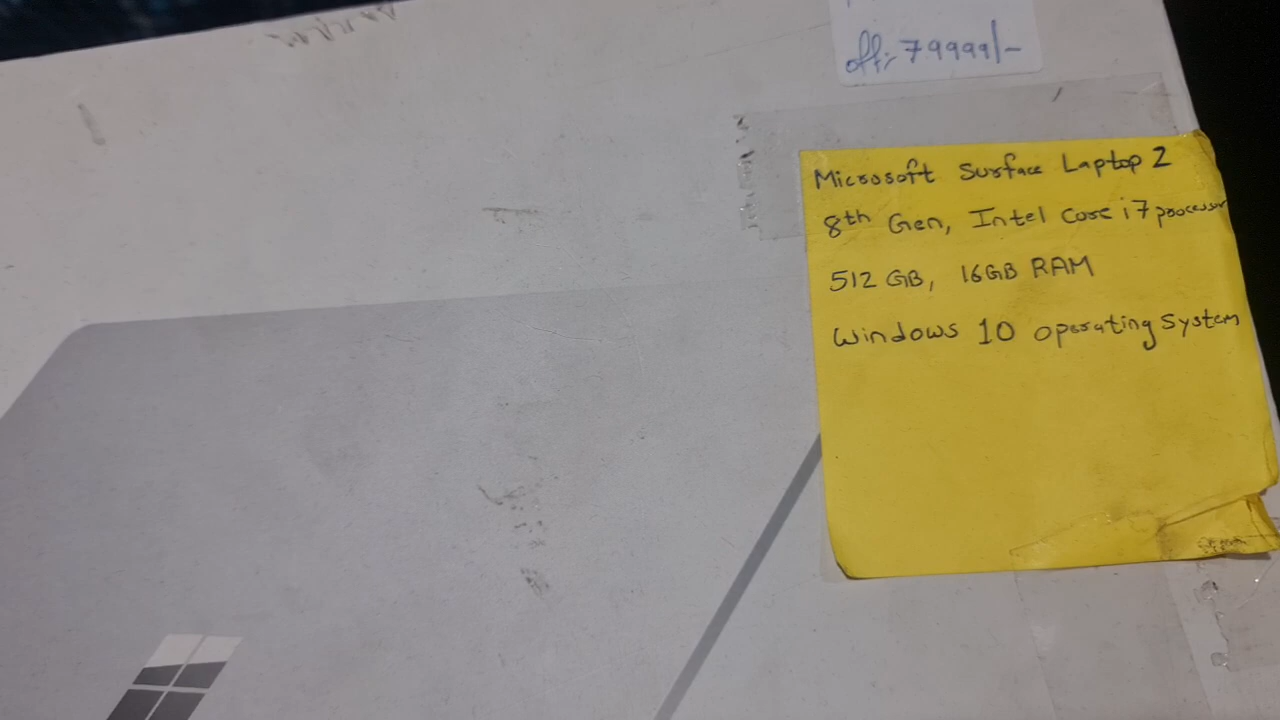 off:- 79999/-
Microsoft Surface Laptop 2
8th Gen, Intel Core i7 processor
512 GB, 16GB RAM
Windows 10 operating system